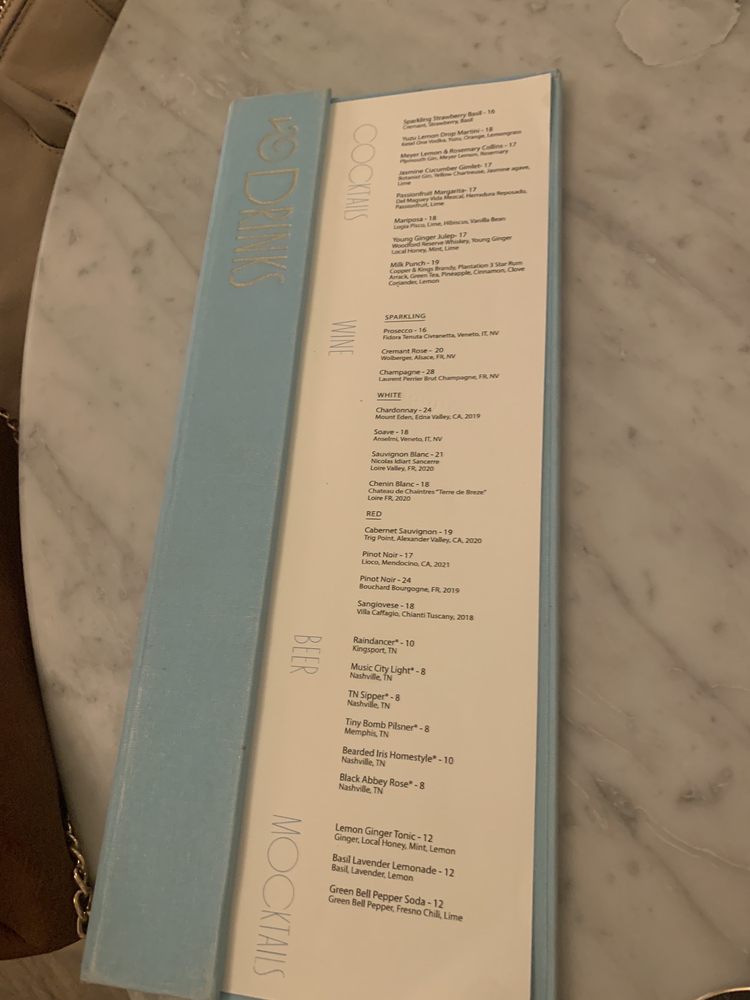 DRINKS
COCKTAILS
Sparkling Strawberry Basil - 16
Cremant, Strawberry, Basil
Yuzu Lemon Drop Martini - 18
Ketel One Vodka, Yuzu, Orange, Lemongrass
Meyer Lemon & Rosemary Collins - 17
Plymouth Gin, Meyer Lemon, Rosemary
Jasmine Cucumber Gimlet- 17
Botanist Gin, Yellow Chartreuse, Jasmine agave,
Lime
Passionfruit Margarita- 17
Del Maguey Vida Mezcal, Herradura Reposado,
Passionfruit, Lime
Mariposa - 18
Logia Pisco, Lime, Hibiscus, Vanilla Bean
Young Ginger Julep- 17
Woodford Reserve Whiskey, Young Ginger
Local Honey, Mint, Lime
Milk Punch - 19
Copper & Kings Brandy, Plantation 3 Star Rum
Arrack, Green Tea, Pineapple, Cinnamon, Clove
Coriander, Lemon
WINE
SPARKLING
Prosecco - 16
Fidora Tenuta Civranetta, Veneto, IT, NV
Cremant Rose - 20
Wolberger, Alsace, FR, NV
Champagne - 28
Laurent Perrier Brut Champagne, FR, NV
WHITE
Chardonnay - 24
Mount Eden, Edna Valley, CA, 2019
Soave - 18
Anselmi, Veneto, IT, NV
Sauvignon Blanc - 21
Nicolas Idiart Sancerre
Loire Valley, FR, 2020
Chenin Blanc - 18
Chateau de Chaintres "Terre de Breze"
Loire FR, 2020
RED
Cabernet Sauvignon - 19
Trig Point, Alexander Valley, CA, 2020
Pinot Noir - 17
Lioco, Mendocino, CA, 2021
Pinot Noir - 24
Bouchard Bourgogne, FR, 2019
Sangiovese - 18
Villa Caffagio, Chianti Tuscany, 2018
BEER
Raindancer* - 10
Kingsport, TN
Music City Light* - 8
Nashville, TN
TN Sipper* - 8
Nashville, TN
Tiny Bomb Pilsner* - 8
Memphis, TN
Bearded Iris Homestyle* - 10
Nashville, TN
Black Abbey Rose* - 8
Nashville, TN
MOCKTAILS
Lemon Ginger Tonic - 12
Ginger, Local Honey, Mint, Lemon
Basil Lavender Lemonade - 12
Basil, Lavender, Lemon
Green Bell Pepper Soda - 12
Green Bell Pepper, Fresno Chili, Lime